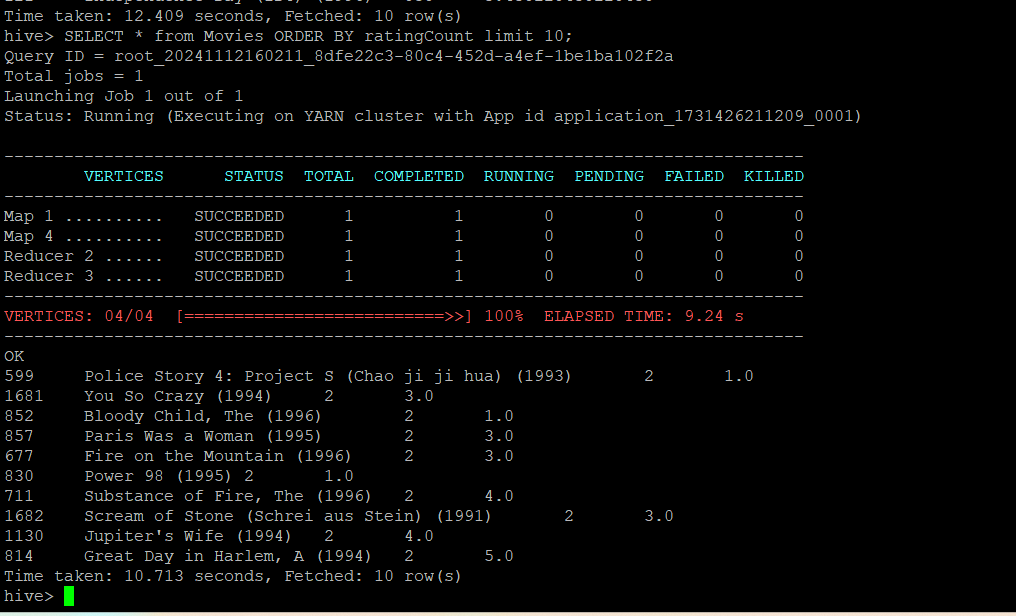 Time taken: 12.409 seconds, Fetched: 10 row(s)
hive> SELECT * from Movies ORDER BY ratingCount limit 10;
Query ID = root_20241112160211_8dfe22c3-80c4-452d-a4ef-1be1ba102f2a
Total jobs = 1
Launching Job 1 out of 1
Status: Running (Executing on YARN cluster with App id application_1731426211209_0001)
--------------------------------------------------------------------------------
        VERTICES      STATUS  TOTAL  COMPLETED  RUNNING  PENDING  FAILED  KILLED
--------------------------------------------------------------------------------
Map 1 ..........   SUCCEEDED      1          1        0        0       0       0
Map 4 ..........   SUCCEEDED      1          1        0        0       0       0
Reducer 2 ......   SUCCEEDED      1          1        0        0       0       0
Reducer 3 ......   SUCCEEDED      1          1        0        0       0       0
--------------------------------------------------------------------------------
VERTICES: 04/04  [==========================>>] 100%  ELAPSED TIME: 9.24 s
--------------------------------------------------------------------------------
OK
599     Police Story 4: Project S (Chao ji ji hua) (1993)       2       1.0
1681    You So Crazy (1994)     2       3.0
852     Bloody Child, The (1996)        2       1.0
857     Paris Was a Woman (1995)        2       3.0
677     Fire on the Mountain (1996)     2       3.0
830     Power 98 (1995) 2       1.0
711     Substance of Fire, The (1996)   2       4.0
1682    Scream of Stone (Schrei aus Stein) (1991)       2       3.0
1130    Jupiter's Wife (1994)   2       4.0
814     Great Day in Harlem, A (1994)   2       5.0
Time taken: 10.713 seconds, Fetched: 10 row(s)
hive>